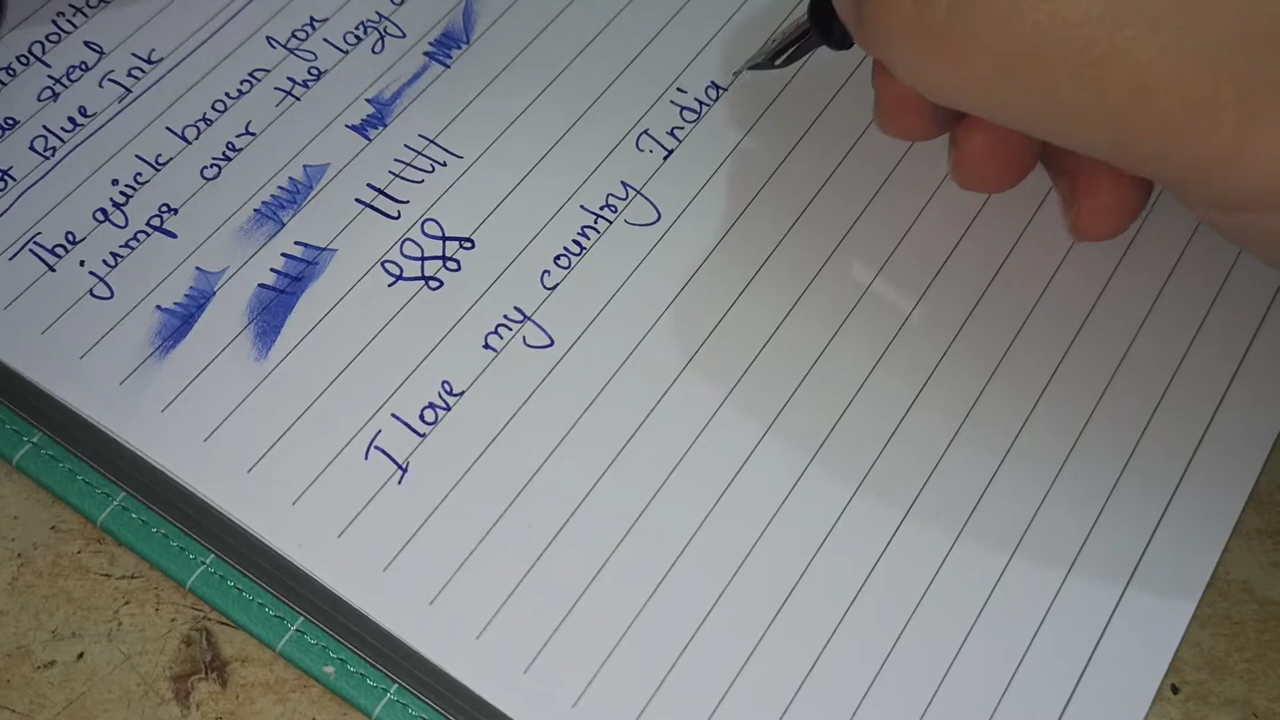 steel
Blue Ink
The quick brown fox
jumps over the lazy
I love my country India